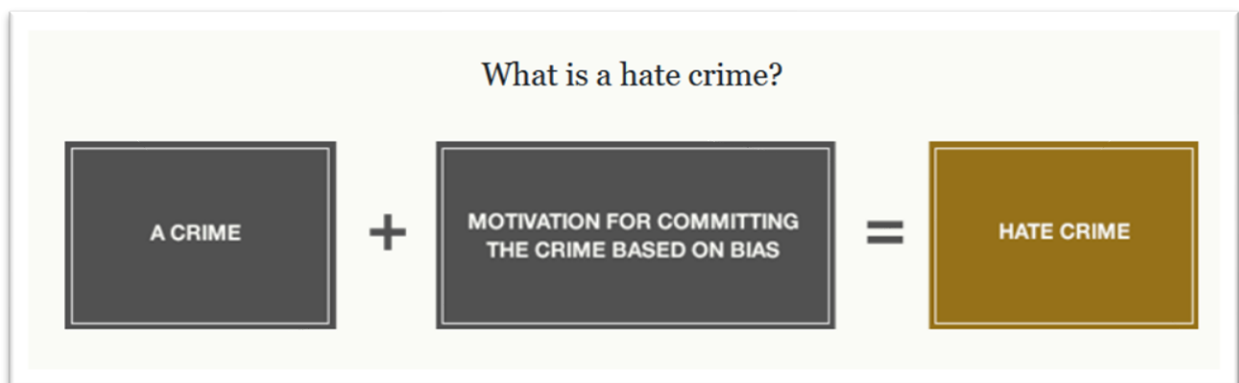 What is a hate crime?
A CRIME
+
MOTIVATION FOR COMMITTING
THE CRIME BASED ON BIAS
=
HATE CRIME